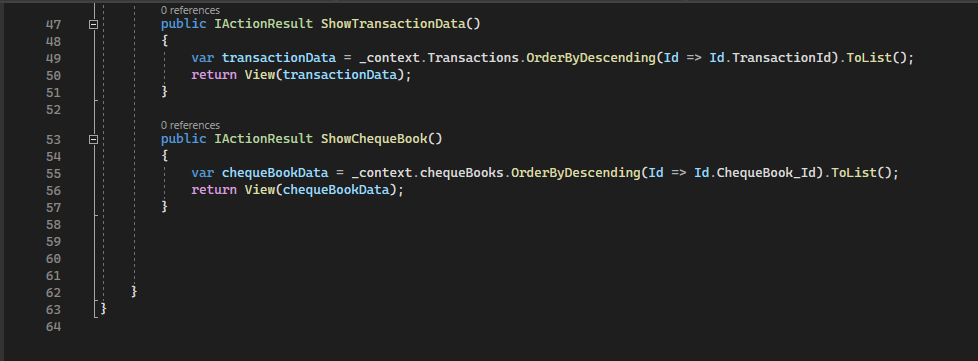 0 references
47 public IActionResult ShowTransactionData()
48 {
49 var transactionData = _context.Transactions.OrderByDescending(Id => Id.TransactionId).ToList();
50 return View(transactionData);
51 }
52
0 references
53 public IActionResult ShowChequeBook()
54 {
55 var chequeBookData = _context.chequeBooks.OrderByDescending(Id => Id.ChequeBook_Id).ToList();
56 return View(chequeBookData);
57 }
58
59
60
61
62 }
63 }
64